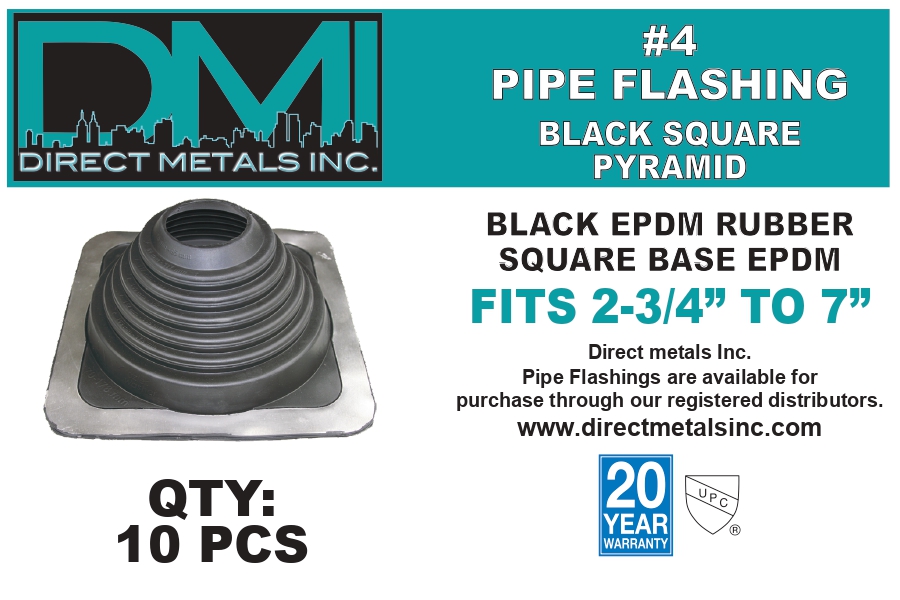 DMI
DIRECT METALS INC.
#4
PIPE FLASHING
BLACK SQUARE
PYRAMID
BLACK EPDM RUBBER
SQUARE BASE EPDM
FITS 2-3/4” TO 7”
Direct metals Inc.
Pipe Flashings are available for
purchase through our registered distributors.
www.directmetalsinc.com
QTY:
10 PCS
20
YEAR
WARRANTY
UPC
®